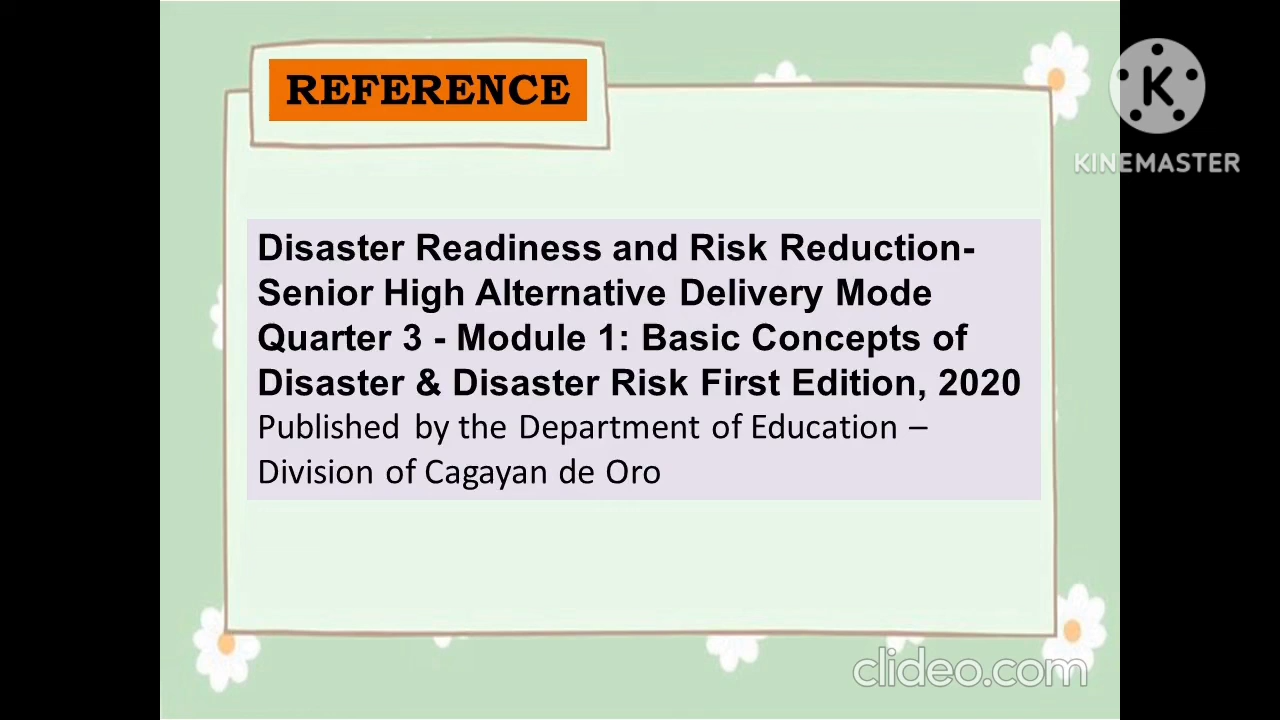 REFERENCE
K
KINEMASTER
Disaster Readiness and Risk Reduction-
Senior High Alternative Delivery Mode
Quarter 3 - Module 1: Basic Concepts of
Disaster & Disaster Risk First Edition, 2020
Published by the Department of Education –
Division of Cagayan de Oro
clideo.com